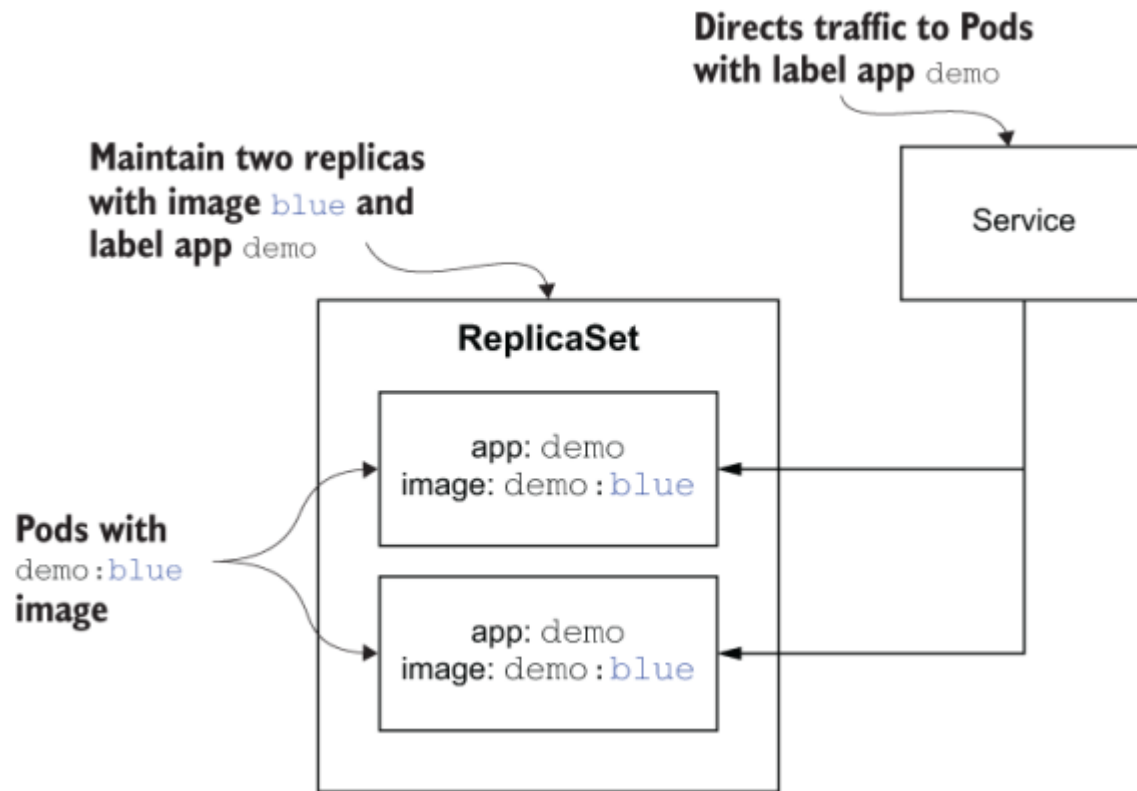 Directs traffic to Pods
with label app demo
Maintain two replicas
with image blue and
label app demo
Service
ReplicaSet
app: demo
image: demo:blue
Pods with
demo:blue
image
app: demo
image: demo:blue